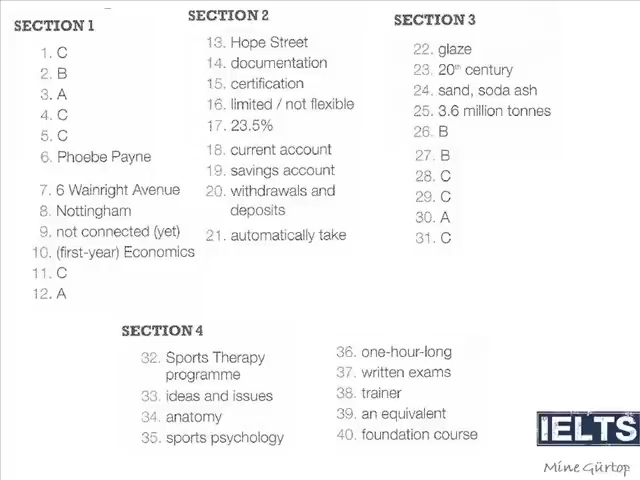 SECTION 1
1. C
2. B
3. A
4. C
5. C
6. Phoebe Payne
7. 6 Wainright Avenue
8. Nottingham
9. not connected (yet)
10. (first-year) Economics
11. C
12. A
SECTION 2
13. Hope Street
14. documentation
15. certification
16. limited / not flexible
17. 23.5%
18. current account
19. savings account
20. withdrawals and
deposits
21. automatically take
SECTION 3
22. glaze
23. 20th century
24. sand, soda ash
25. 3.6 million tonnes
26. B
27. B
28. C
29. C
30. A
31. C
SECTION 4
32. Sports Therapy
programme
33. ideas and issues
34. anatomy
35. sports psychology
36. one-hour-long
37. written exams
38. trainer
39. an equivalent
40. foundation course
IELTS
Mine Gürtop